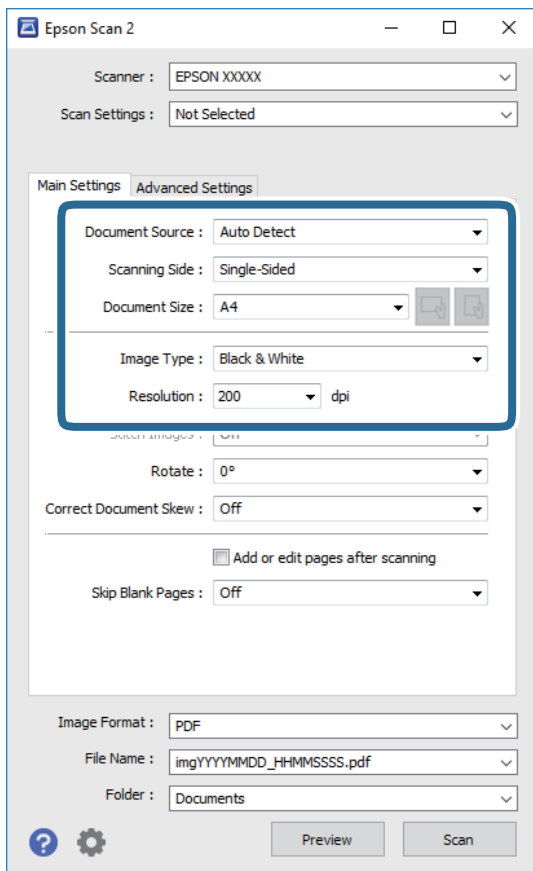 Epson Scan 2
Scanner : EPSON XXXXX
Scan Settings : Not Selected
Main Settings Advanced Settings
Document Source : Auto Detect
Scanning Side : Single-Sided
Document Size : A4
Image Type : Black & White
Resolution : 200 dpi
Rotate : 0°
Correct Document Skew : Off
Add or edit pages after scanning
Skip Blank Pages : Off
Image Format : PDF
File Name : imgYYYYMMDD_HHMMSSSS.pdf
Folder : Documents
? Preview Scan